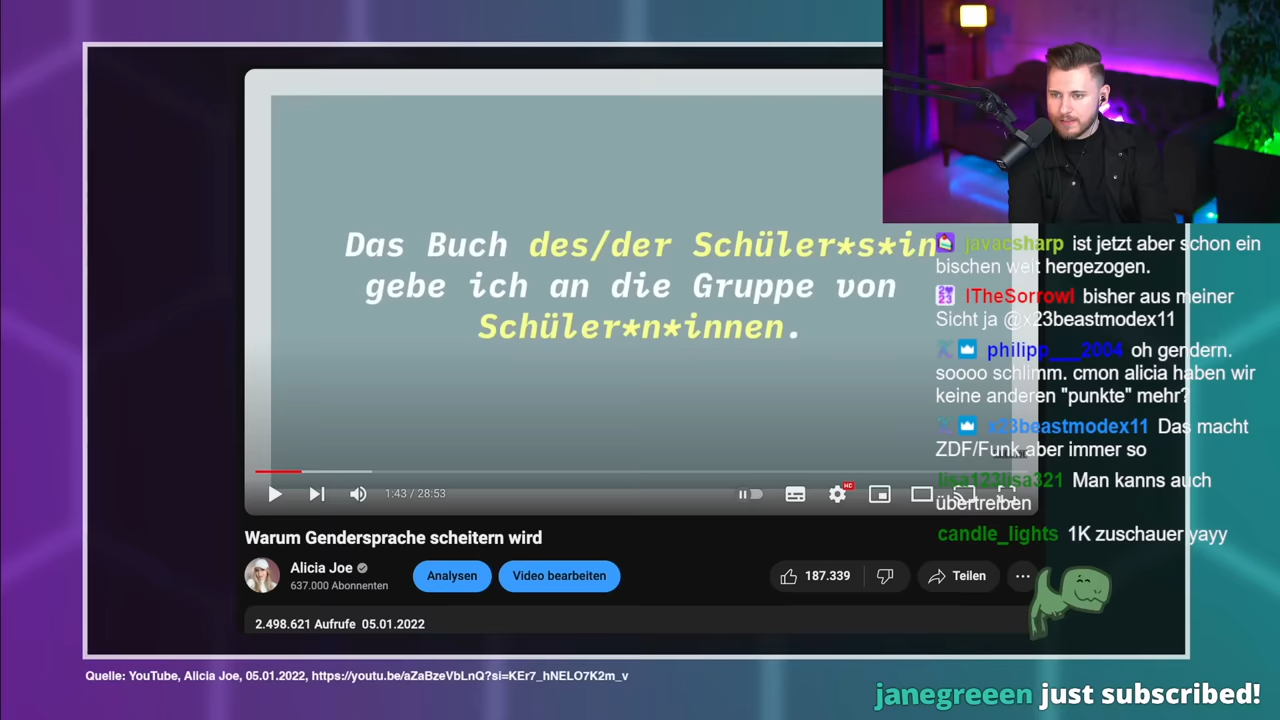 Das Buch des/der Schüler*s*in
gebe ich an die Gruppe von
Schüler*n*innen.
1:43 / 28:53
HC
Warum Gendersprache scheitern wird
Alicia Joe
637.000 Abonnenten
Analysen
Video bearbeiten
187.339
Teilen
2.498.621 Aufrufe 05.01.2022
Quelle: YouTube, Alicia Joe, 05.01.2022, https://youtu.be/aZaBzeVbLnQ?si=KEr7_hNELO7K2m_v
javacsharp ist jetzt aber schon ein
bischen weit hergezogen.
ITheSorrowI bisher aus meiner
Sicht ja @x23beastmodex11
philipp___2004 oh gendern.
soooo schlimm. cmon alicia haben wir
keine anderen "punkte" mehr?
x23beastmodex11 Das macht
ZDF/Funk aber immer so
lisa123lisa321 Man kanns auch
übertreiben
candle_lights 1K zuschauer yayy
janegreeen just subscribed!